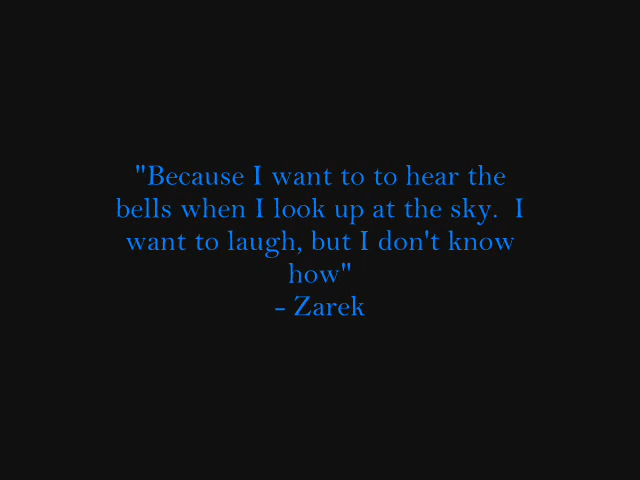 "Because I want to to hear the
bells when I look up at the sky.  I
want to laugh, but I don't know
how"
- Zarek